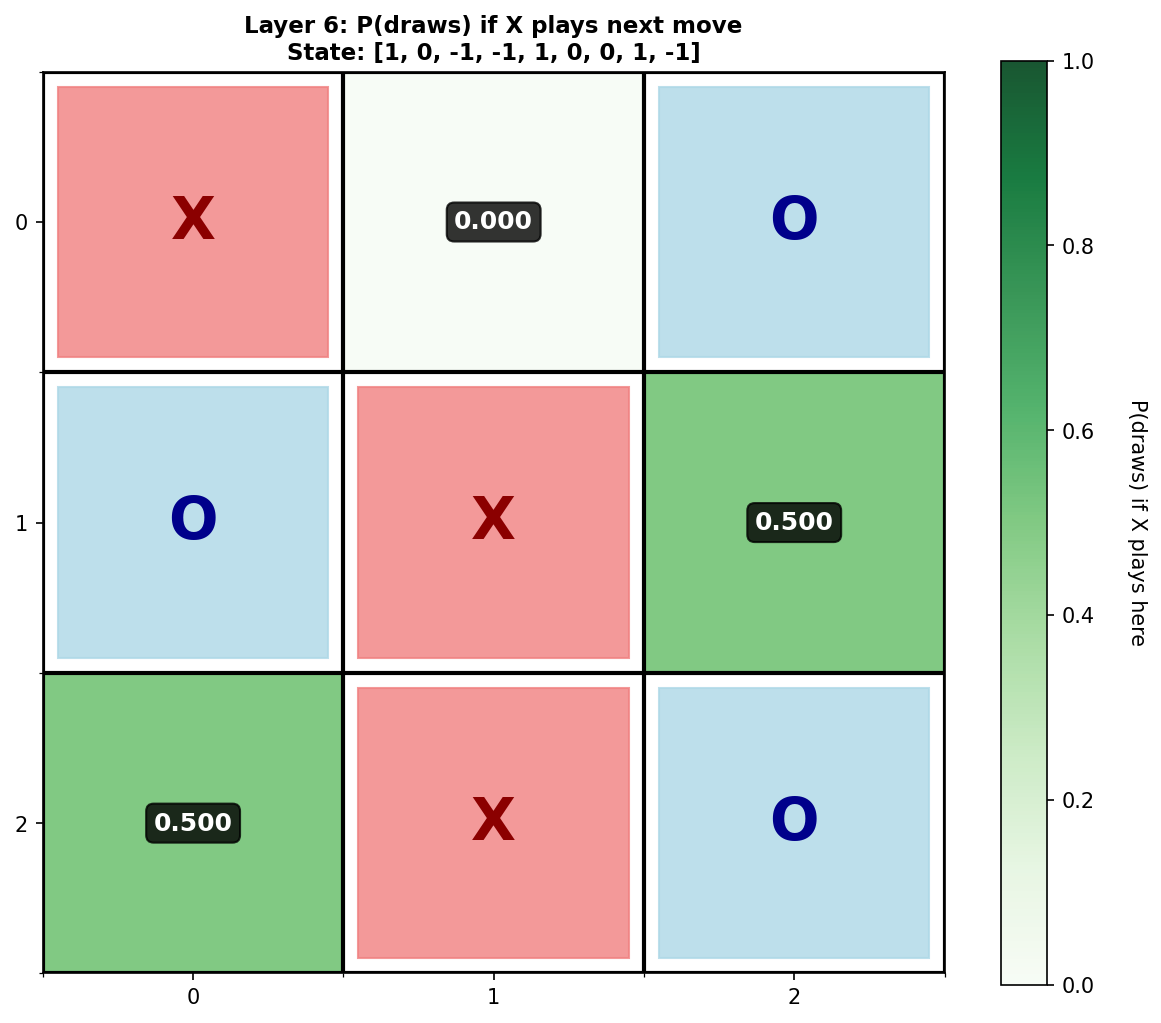 Layer 6: P(draws) if X plays next move
State: [1, 0, -1, -1, 1, 0, 0, 1, -1]
X
0.000
O
O
X
0.500
0.500
X
O
0
1
2
0
1
2
1.0
0.8
0.6
0.4
0.2
0.0
P(draws) if X plays here